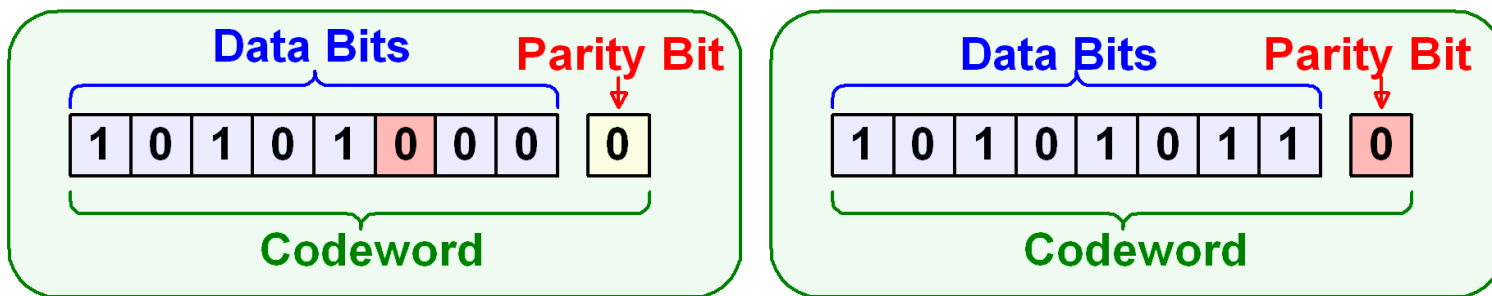 Data Bits Parity Bit
1 0 1 0 1 0 0 0 0
Codeword
Data Bits Parity Bit
1 0 1 0 1 0 1 1 0
Codeword